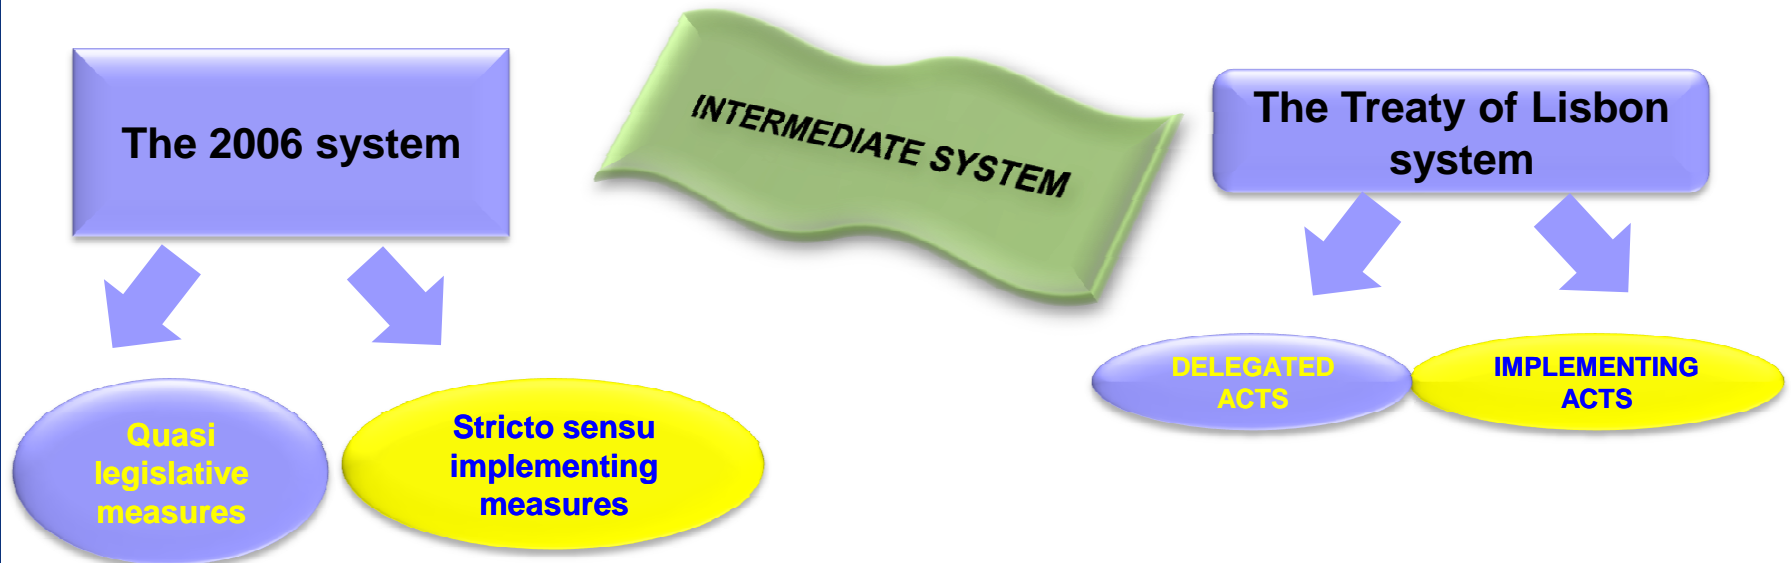 The 2006 system
INTERMEDIATE SYSTEM
The Treaty of Lisbon
system
Quasi
legislative
measures
Stricto sensu
implementing
measures
DELEGATED
ACTS
IMPLEMENTING
ACTS